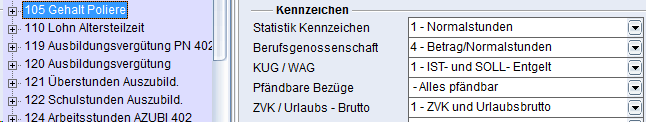 105 Gehalt Poliere
110 Lohn Altersteilzeit
119 Ausbildungsvergütung PN 402
120 Ausbildungsvergütung
121 Überstunden Auszubild.
122 Schulstunden Auszubild.
124 Arbeitsstunden AZUBI 402
Kennzeichen
Statistik Kennzeichen 1 - Normalstunden
Berufsgenossenschaft 4 - Betrag/Normalstunden
KUG / WAG 1 - IST- und SOLL- Entgelt
Pfändbare Bezüge - Alles pfändbar
ZVK / Urlaubs - Brutto 1 - ZVK und Urlaubsbrutto